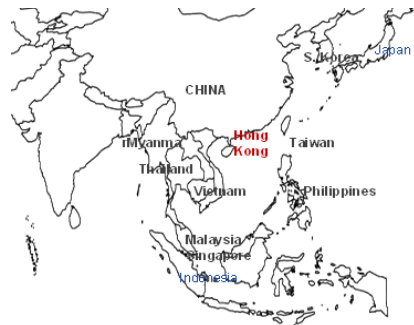 Japan
S. Korea
CHINA
Hong
Kong
Taiwan
Myanmar
Thailand
Vietnam
Philippines
Malaysia
Singapore
Indonesia